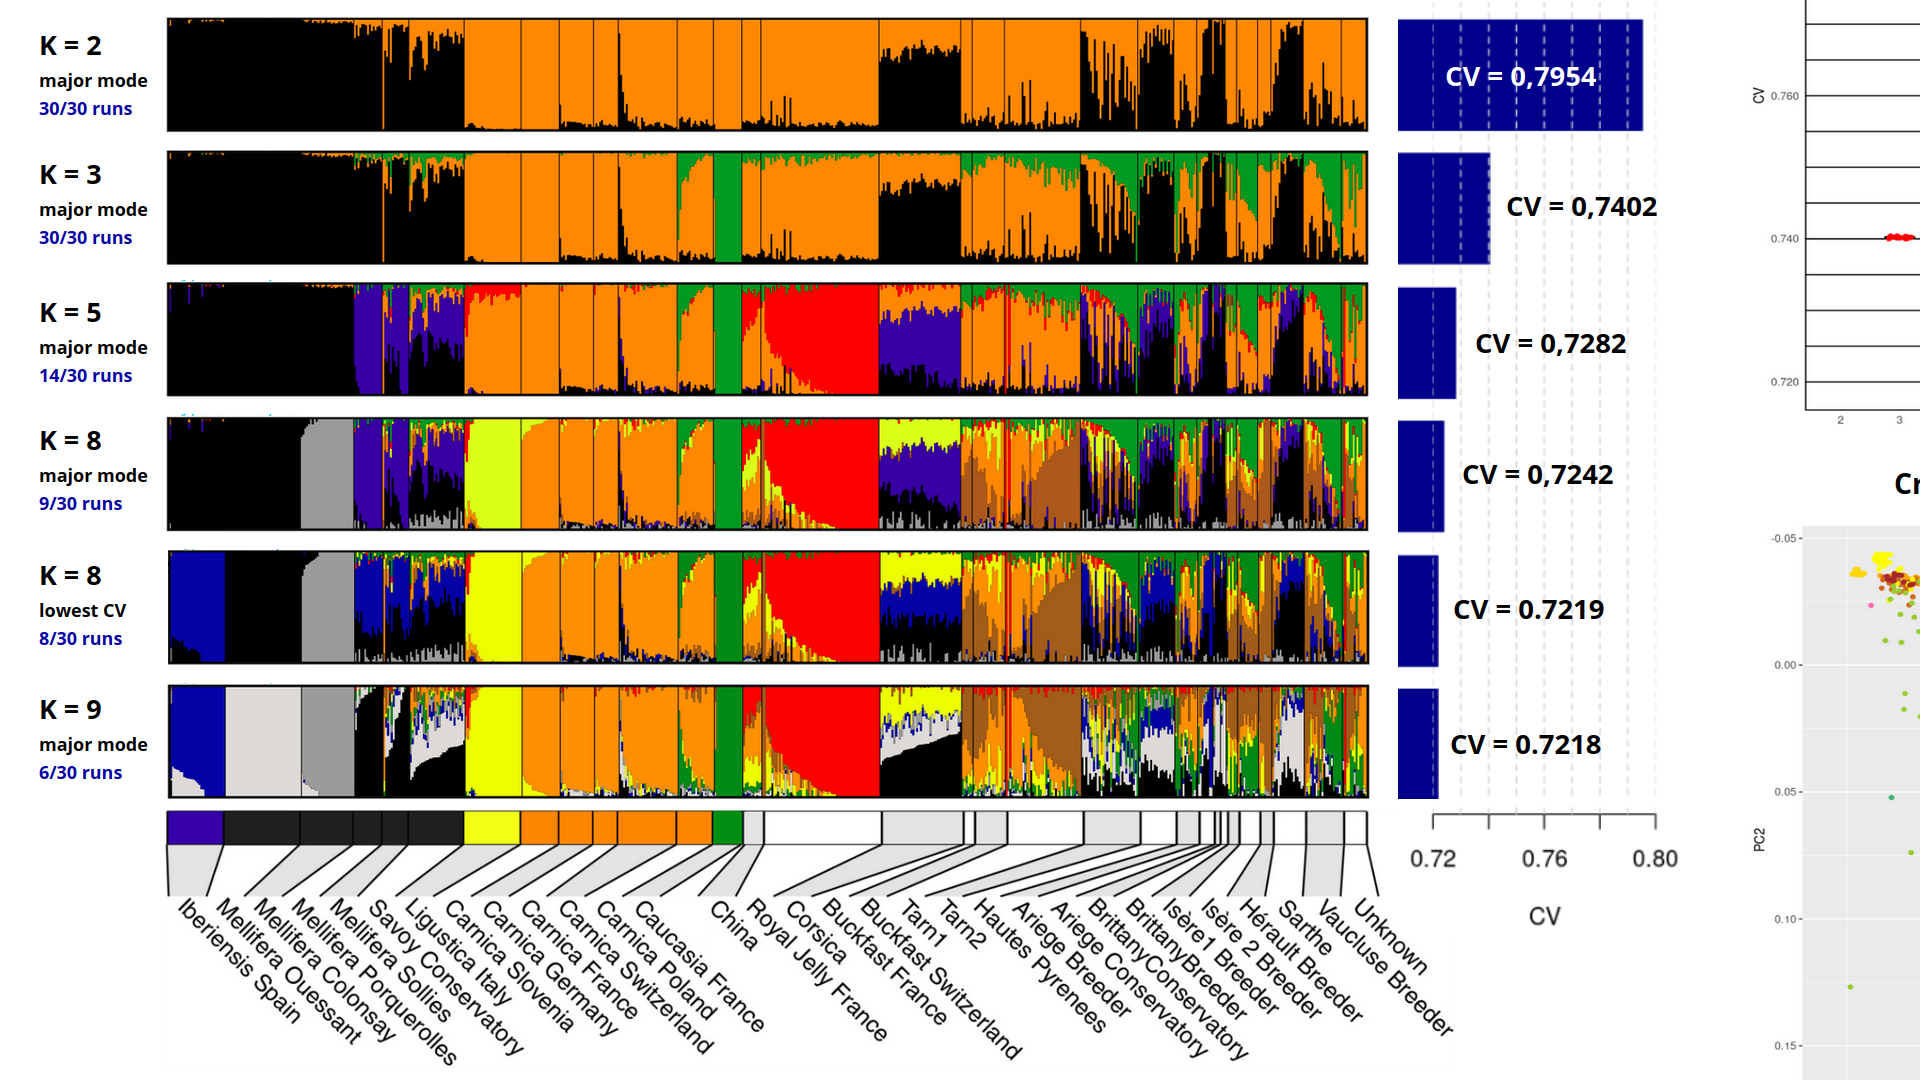 K = 2
major mode
30/30 runs
CV = 0,7954
K = 3
major mode
30/30 runs
CV = 0,7402
K = 5
major mode
14/30 runs
CV = 0,7282
K = 8
major mode
9/30 runs
CV = 0,7242
K = 8
lowest CV
8/30 runs
CV = 0.7219
K = 9
major mode
6/30 runs
CV = 0.7218
0.72
0.76
0.80
CV
Iberiensis Spain
Mellifera Ouessant
Mellifera Colonsay
Mellifera Porquerolles
Mellifera Sollies
Savoy Conservatory
Ligustica Italy
Carnica Slovenia
Carnica Germany
Carnica France
Carnica Switzerland
Carnica Poland
Caucasia France
China
Royal Jelly France
Corsica
Buckfast France
Buckfast Switzerland
Tarn1
Tarn2
Hautes Pyrenees
Ariege Breeder
Ariege Conservatory
BrittanyConservatory
BrittanyBreeder
Isère1 Breeder
Isère 2 Breeder
Hérault Breeder
Sarthe
Vaucluse Breeder
Unknown
CV
0.760
0.740
0.720
2
3
Cr
PC2
-0.05
0.00
0.05
0.10
0.15